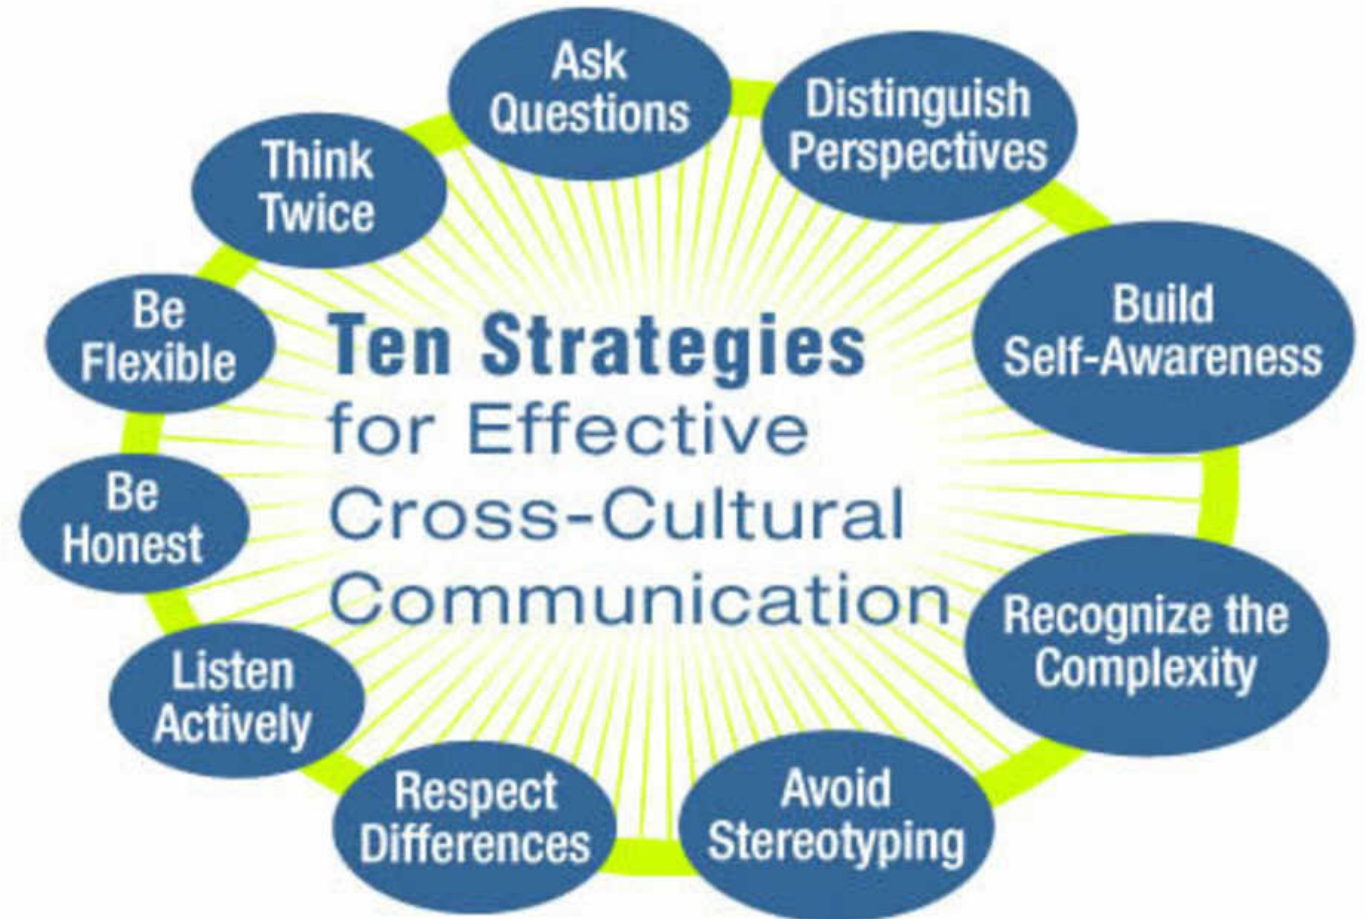 Ten Strategies
for Effective
Cross-Cultural
Communication
Ask
Questions
Distinguish
Perspectives
Build
Self-Awareness
Recognize the
Complexity
Avoid
Stereotyping
Respect
Differences
Listen
Actively
Be
Honest
Be
Flexible
Think
Twice